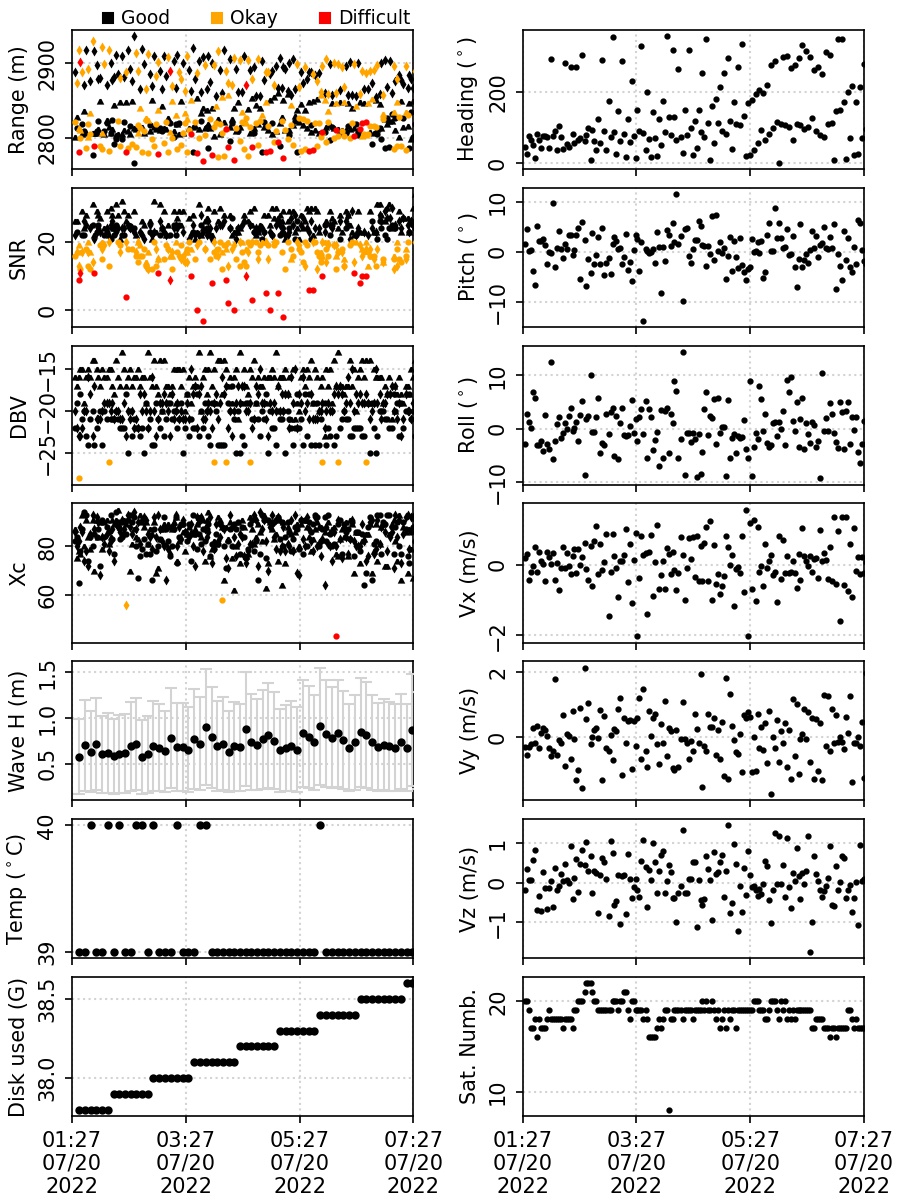 Good Okay Difficult
Range (m)
2900
2800
Heading (°)
200
0
SNR
20
0
Pitch (°)
10
0
−10
DBV
−15
−20
−25
Roll (°)
10
0
−10
Xc
80
60
Vx (m/s)
0
−2
Wave H (m)
1.5
1.0
0.5
Vy (m/s)
2
0
Temp (°C)
40
39
Vz (m/s)
1
0
−1
Disk used (G)
38.5
38.0
Sat. Numb.
20
10
01:27 03:27 05:27 07:27 01:27 03:27 05:27 07:27
07/20 07/20 07/20 07/20 07/20 07/20 07/20 07/20
2022 2022 2022 2022 2022 2022 2022 2022